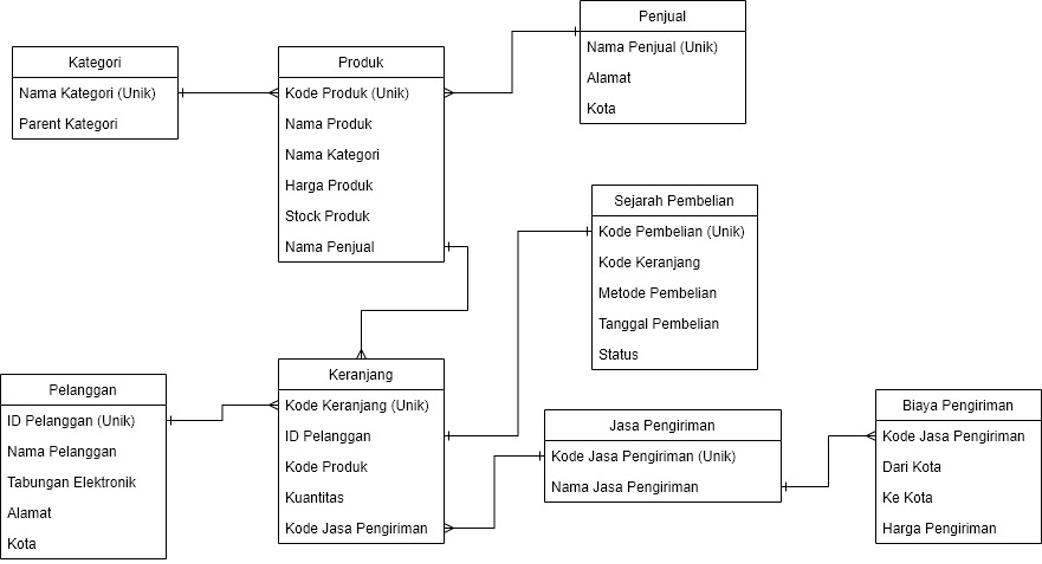 Penjual
Nama Penjual (Unik)
Alamat
Kota
Kategori
Nama Kategori (Unik)
Parent Kategori
Produk
Kode Produk (Unik)
Nama Produk
Nama Kategori
Harga Produk
Stock Produk
Nama Penjual
Sejarah Pembelian
Kode Pembelian (Unik)
Kode Keranjang
Metode Pembelian
Tanggal Pembelian
Status
Pelanggan
ID Pelanggan (Unik)
Nama Pelanggan
Tabungan Elektronik
Alamat
Kota
Keranjang
Kode Keranjang (Unik)
ID Pelanggan
Kode Produk
Kuantitas
Kode Jasa Pengiriman
Jasa Pengiriman
Kode Jasa Pengiriman (Unik)
Nama Jasa Pengiriman
Biaya Pengiriman
Kode Jasa Pengiriman
Dari Kota
Ke Kota
Harga Pengiriman